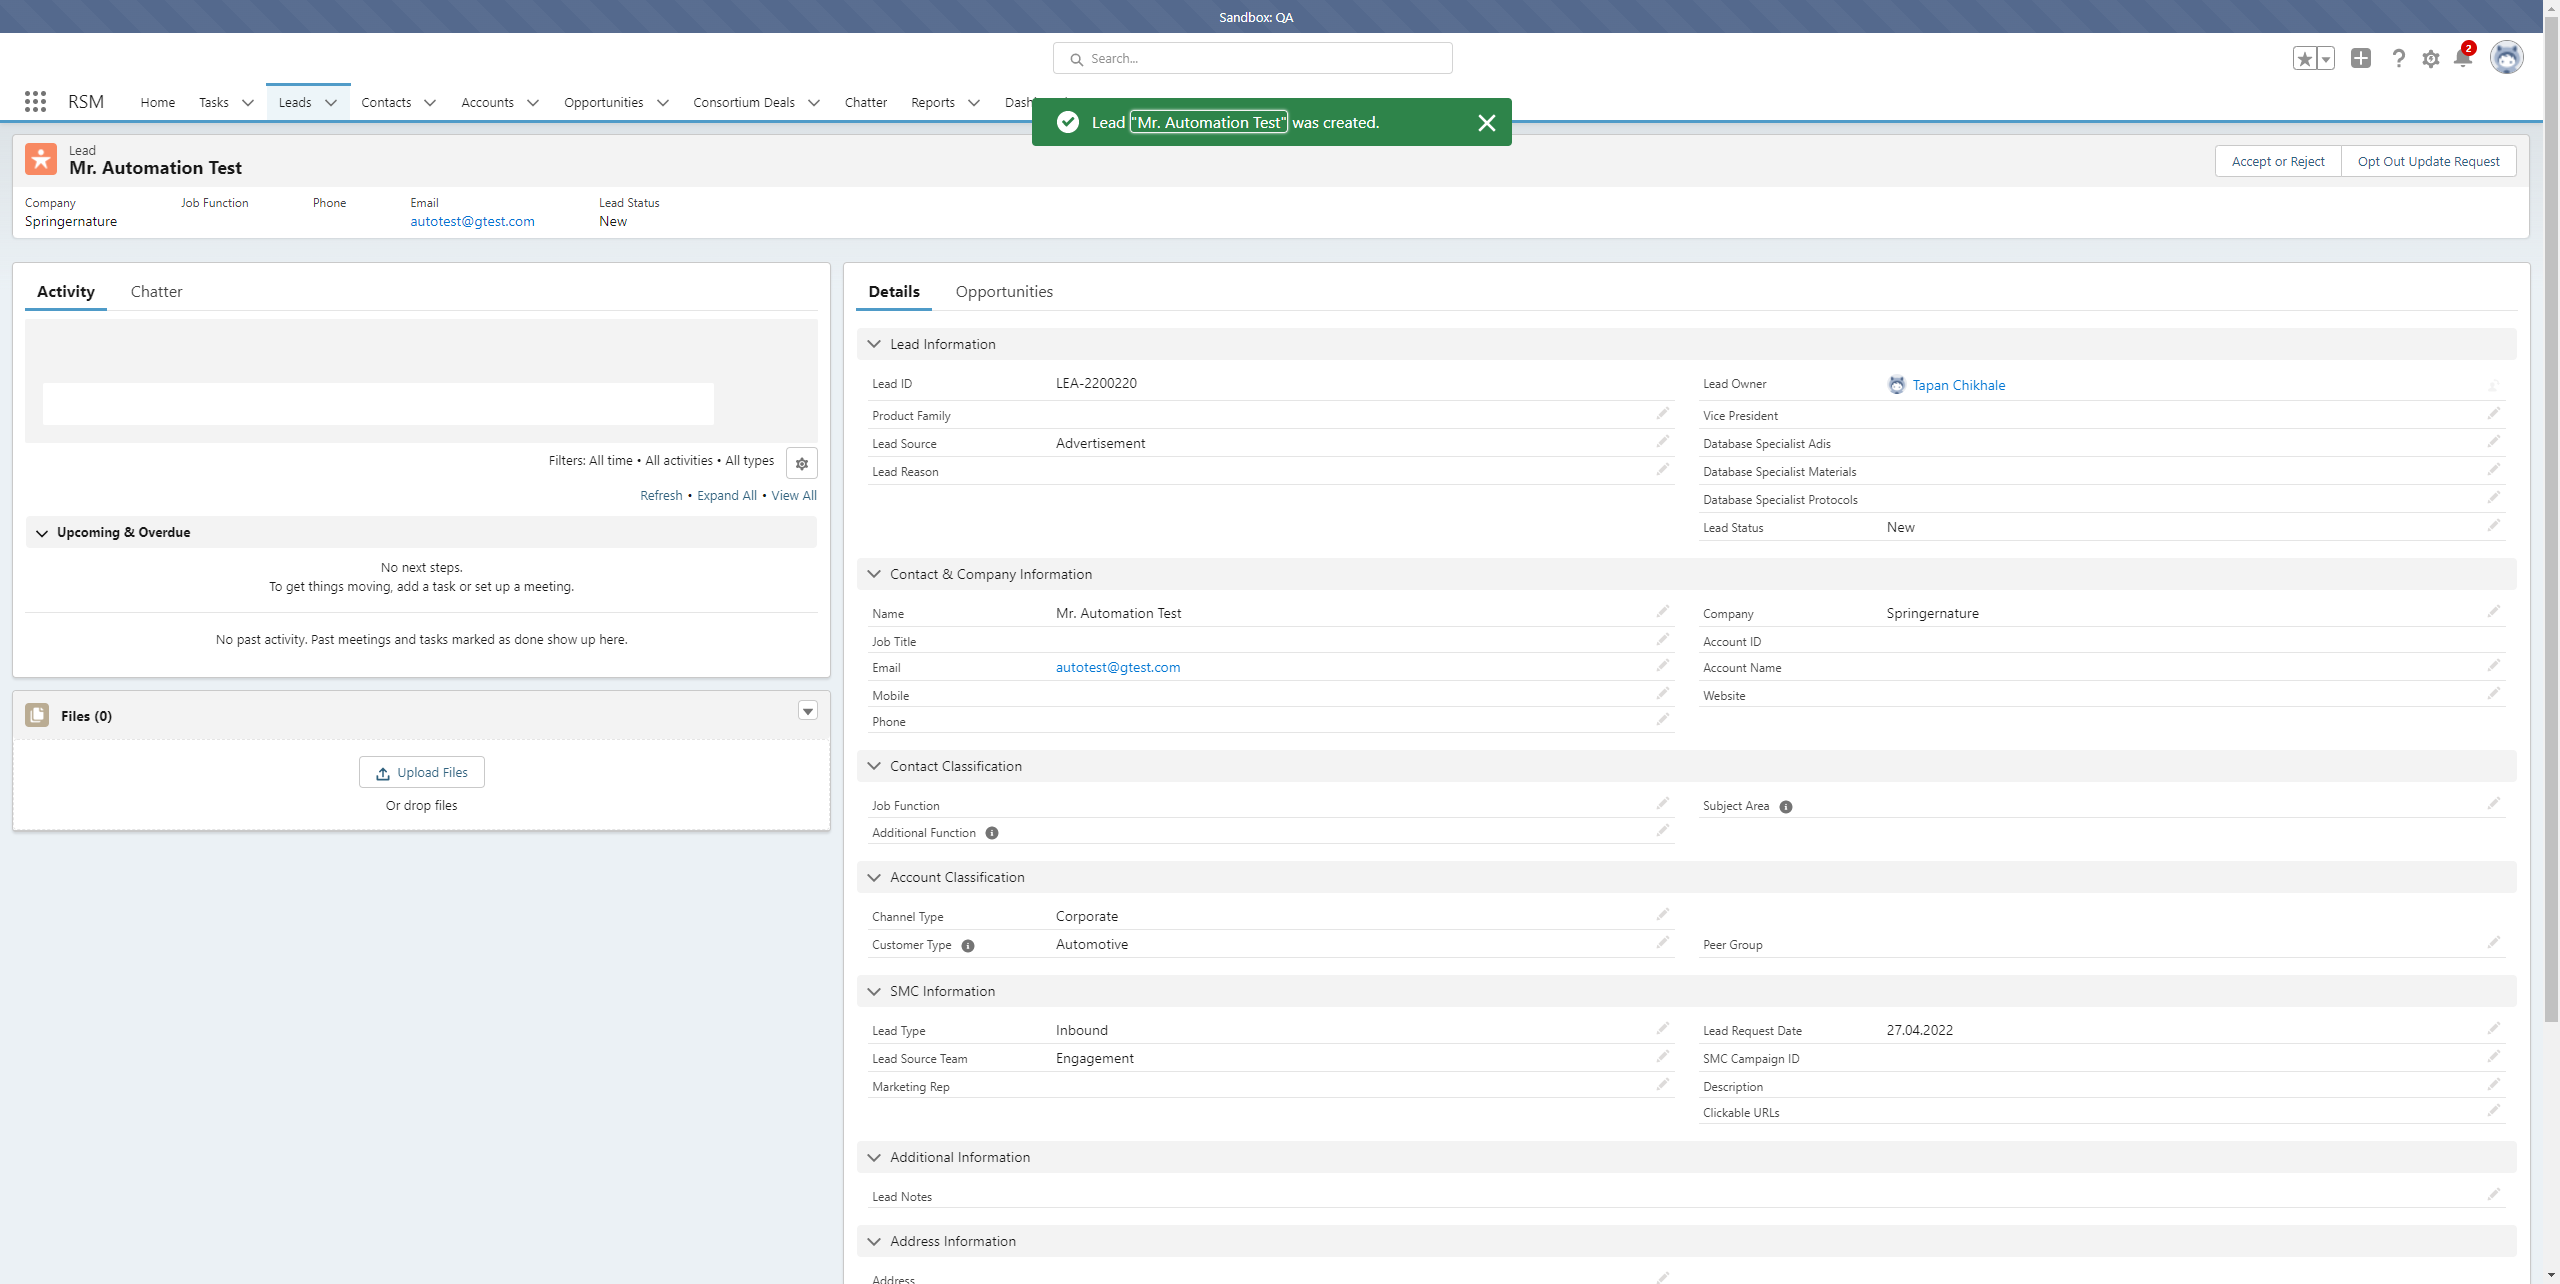 Sandbox: QA
Search...
2
RSM
Home
Tasks
Leads
Contacts
Accounts
Opportunities
Consortium Deals
Chatter
Reports
Lead "Mr. Automation Test" was created.
Lead
Mr. Automation Test
Accept or Reject
Opt Out Update Request
Company
Springernature
Job Function
Phone
Email
autotest@gtest.com
Lead Status
New
Activity
Chatter
Filters: All time • All activities • All types
Refresh • Expand All • View All
Upcoming & Overdue
No next steps.
To get things moving, add a task or set up a meeting.
No past activity. Past meetings and tasks marked as done show up here.
Files (0)
Upload Files
Or drop files
Details
Opportunities
Lead Information
Lead ID
LEA-2200220
Lead Owner
Tapan Chikhale
Product Family
Vice President
Lead Source
Advertisement
Database Specialist Adis
Lead Reason
Database Specialist Materials
Database Specialist Protocols
Lead Status
New
Contact & Company Information
Name
Mr. Automation Test
Company
Springernature
Job Title
Account ID
Email
autotest@gtest.com
Account Name
Mobile
Website
Phone
Contact Classification
Job Function
Subject Area
Additional Function
Account Classification
Channel Type
Corporate
Customer Type
Automotive
Peer Group
SMC Information
Lead Type
Inbound
Lead Request Date
27.04.2022
Lead Source Team
Engagement
SMC Campaign ID
Marketing Rep
Description
Clickable URLs
Additional Information
Lead Notes
Address Information
Address